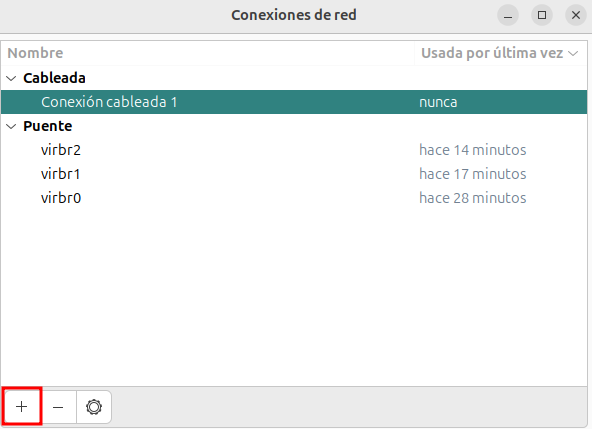 Conexiones de red
Nombre Usada por última vez
Cableada
Conexión cableada 1 nunca
Puente
virbr2 hace 14 minutos
virbr1 hace 17 minutos
virbr0 hace 28 minutos